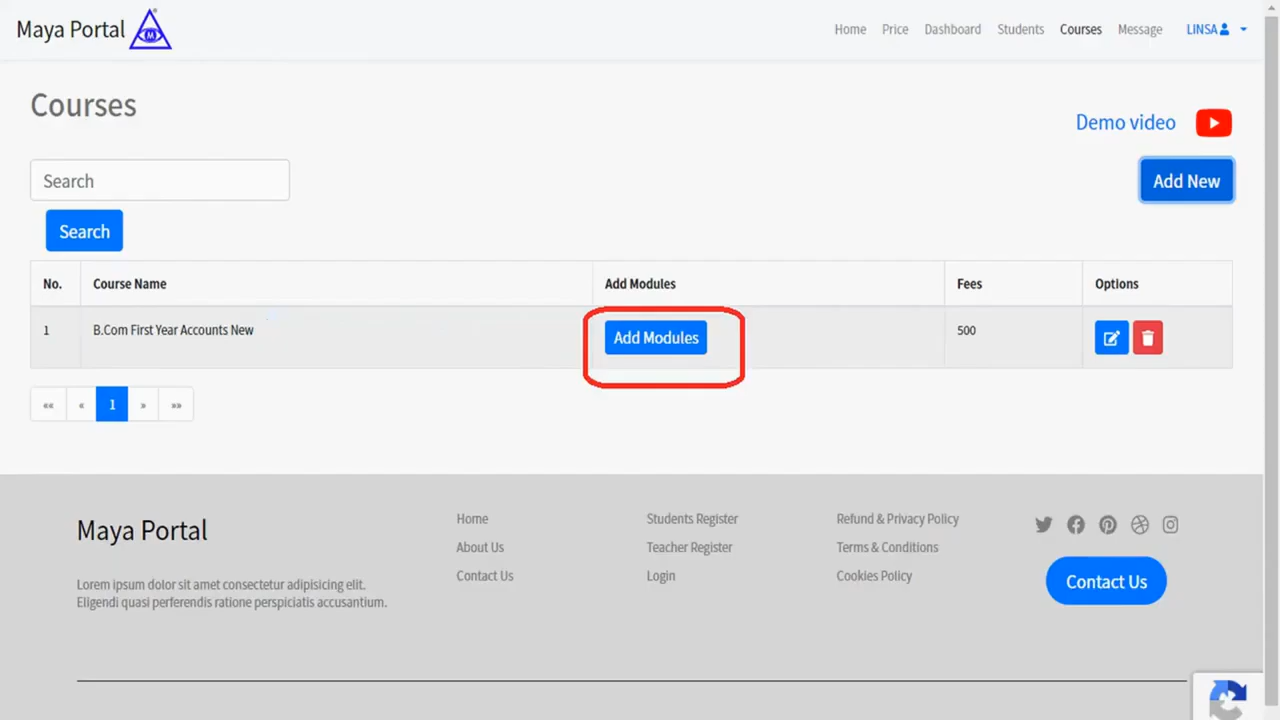 Maya Portal
M
Home Price Dashboard Students Courses Message LINSA
Courses
Demo video
Search
Add New
Search
No. Course Name Add Modules Fees Options
1 B.Com First Year Accounts New Add Modules 500
«« « 1 » »»
Maya Portal
Lorem ipsum dolor sit amet consectetur adipisicing elit.
Eligendi quasi perferendis ratione perspiciatis accusantium.
Home
About Us
Contact Us
Students Register
Teacher Register
Login
Refund & Privacy Policy
Terms & Conditions
Cookies Policy
Contact Us